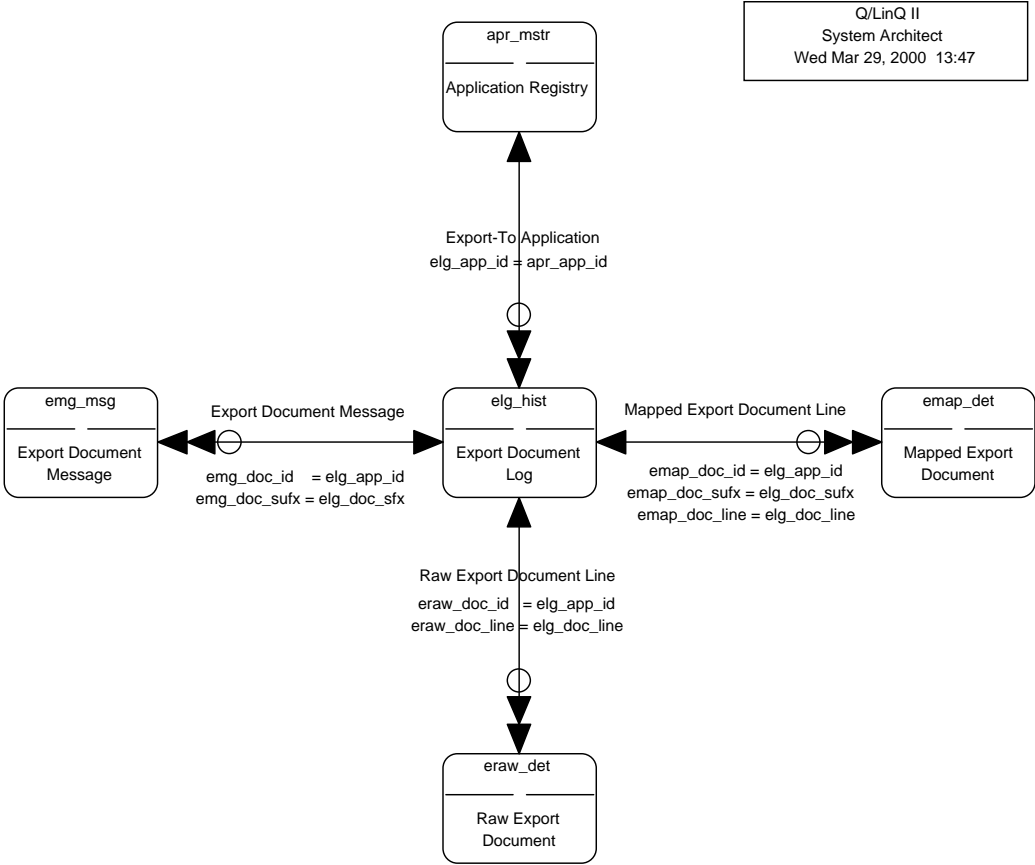 Q/LinQ II
System Architect
Wed Mar 29, 2000 13:47
apr_mstr
Application Registry
Export-To Application
elg_app_id = apr_app_id
emg_msg
Export Document
Message
Export Document Message
emg_doc_id = elg_app_id
emg_doc_sufx = elg_doc_sfx
elg_hist
Export Document
Log
Mapped Export Document Line
emap_doc_id = elg_app_id
emap_doc_sufx = elg_doc_sufx
emap_doc_line = elg_doc_line
emap_det
Mapped Export
Document
Raw Export Document Line
eraw_doc_id = elg_app_id
eraw_doc_line = elg_doc_line
eraw_det
Raw Export
Document